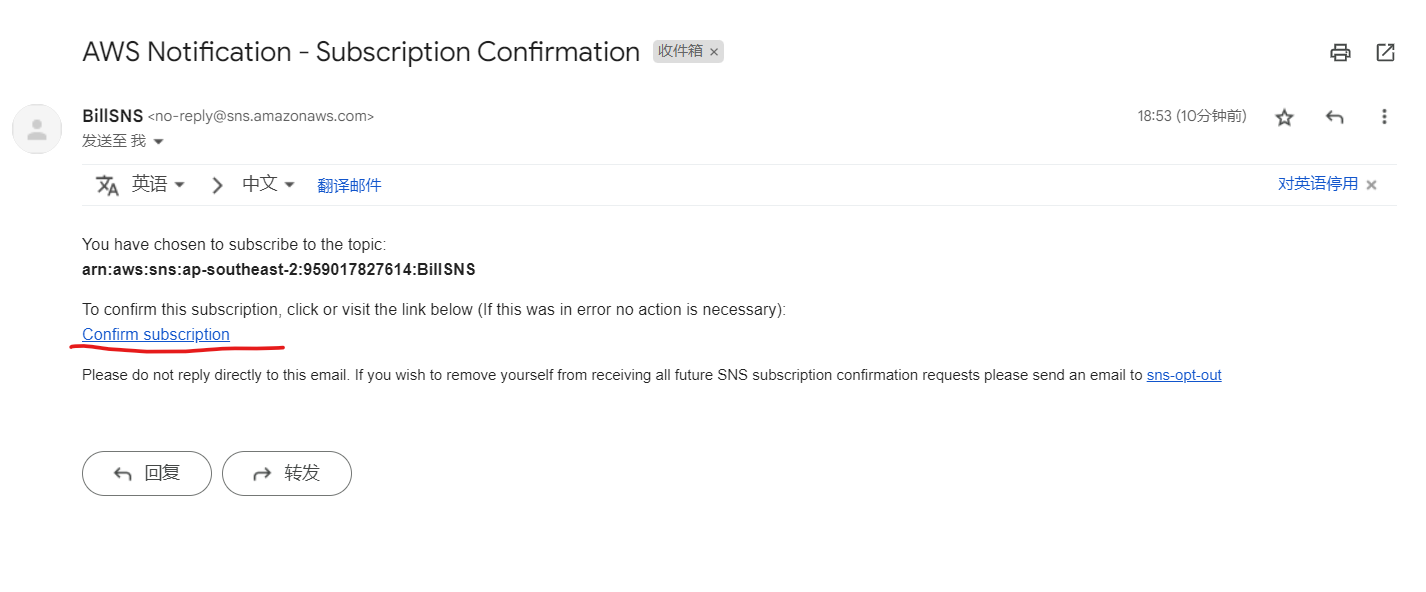 AWS Notification - Subscription Confirmation 收件箱 ×
BillSNS <no-reply@sns.amazonaws.com> 18:53 (10分钟前)
发送至 我
英语 中文 翻译邮件 对英语停用 ×
You have chosen to subscribe to the topic:
arn:aws:sns:ap-southeast-2:959017827614:BillSNS
To confirm this subscription, click or visit the link below (If this was in error no action is necessary):
Confirm subscription
Please do not reply directly to this email. If you wish to remove yourself from receiving all future SNS subscription confirmation requests please send an email to sns-opt-out
回复 转发